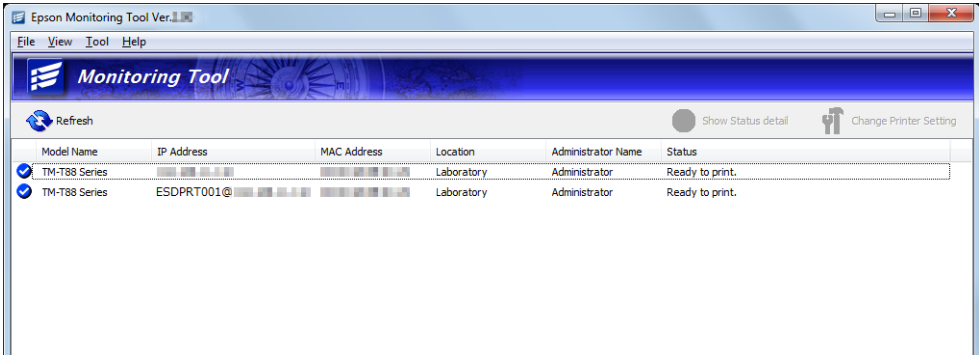 Epson Monitoring Tool Ver.
File View Tool Help
Monitoring Tool
Refresh Show Status detail Change Printer Setting
Model Name IP Address MAC Address Location Administrator Name Status
TM-T88 Series Laboratory Administrator Ready to print.
TM-T88 Series ESDPRT001@ Laboratory Administrator Ready to print.